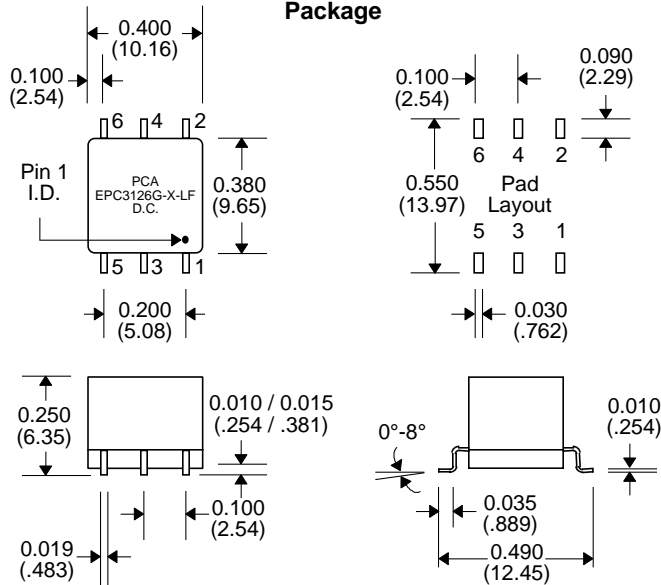 Package
0.400
(10.16)
0.100
(2.54)
6 4 2
Pin 1
I.D.
PCA
EPC3126G-X-LF
D.C.
0.380
(9.65)
5 3 1
0.200
(5.08)
0.100
(2.54)
0.090
(2.29)
6 4 2
0.550
(13.97)
Pad
Layout
5 3 1
0.030
(.762)
0.250
(6.35)
0.010 / 0.015
(.254 / .381)
0.100
(2.54)
0.019
(.483)
0°-8°
0.010
(.254)
0.035
(.889)
0.490
(12.45)